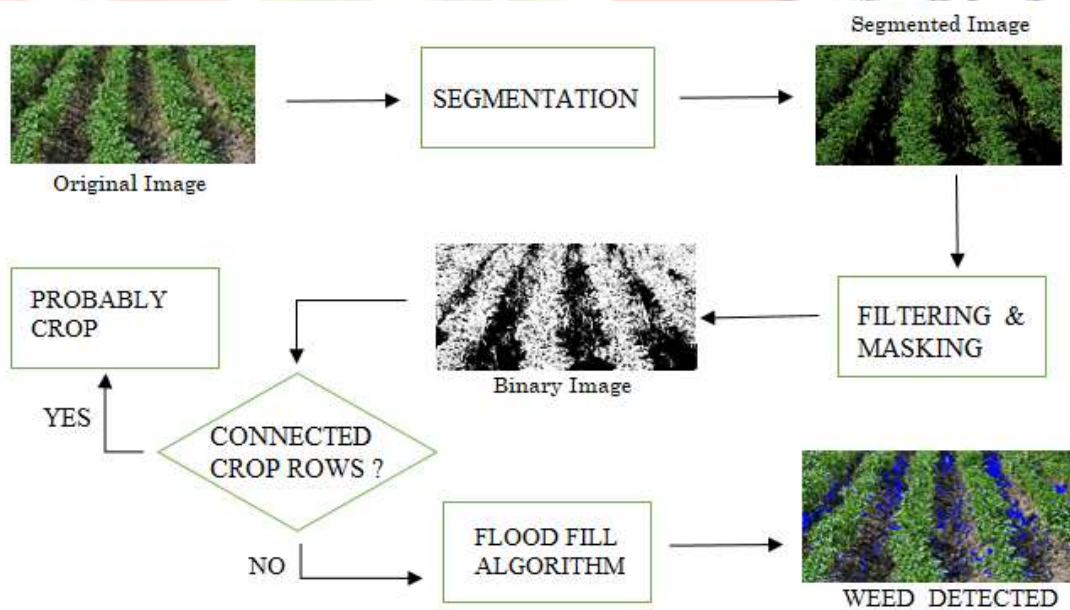 Segmented Image
SEGMENTATION
Original Image
PROBABLY
CROP
FILTERING &
MASKING
Binary Image
YES
CONNECTED
CROP ROWS ?
FLOOD FILL
ALGORITHM
NO
WEED DETECTED